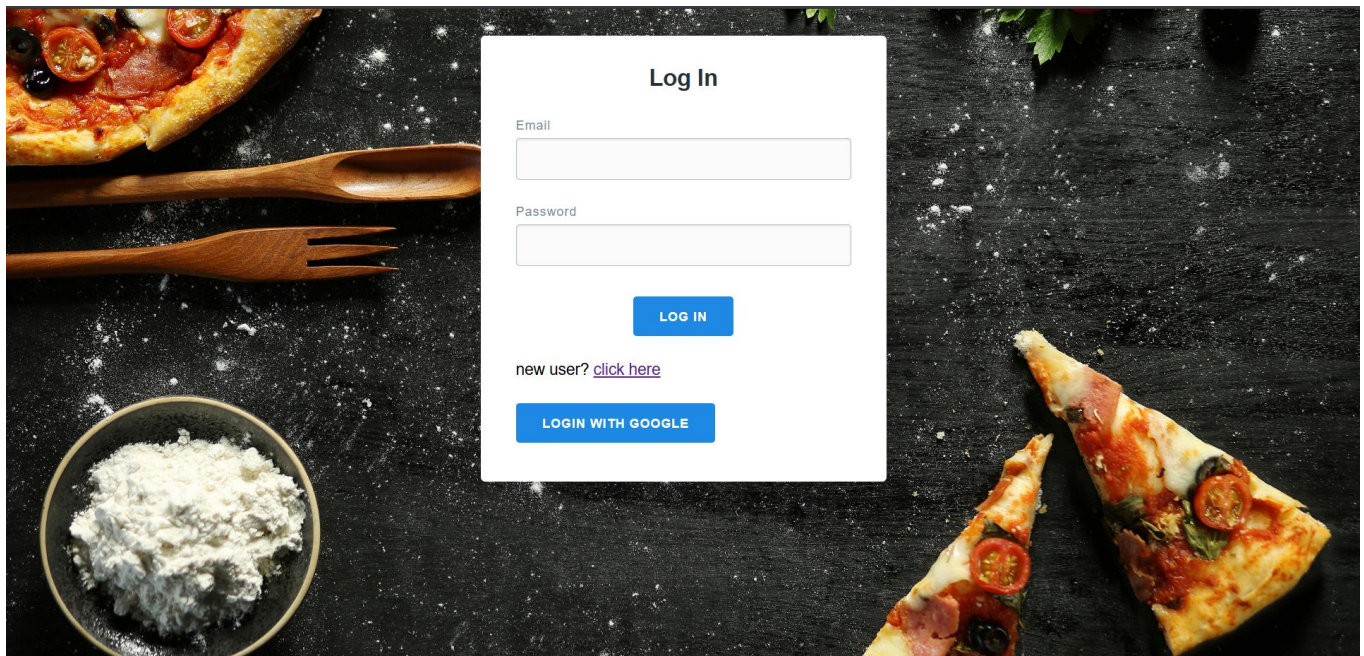 Log In
Email
Password
LOG IN
new user? click here
LOGIN WITH GOOGLE